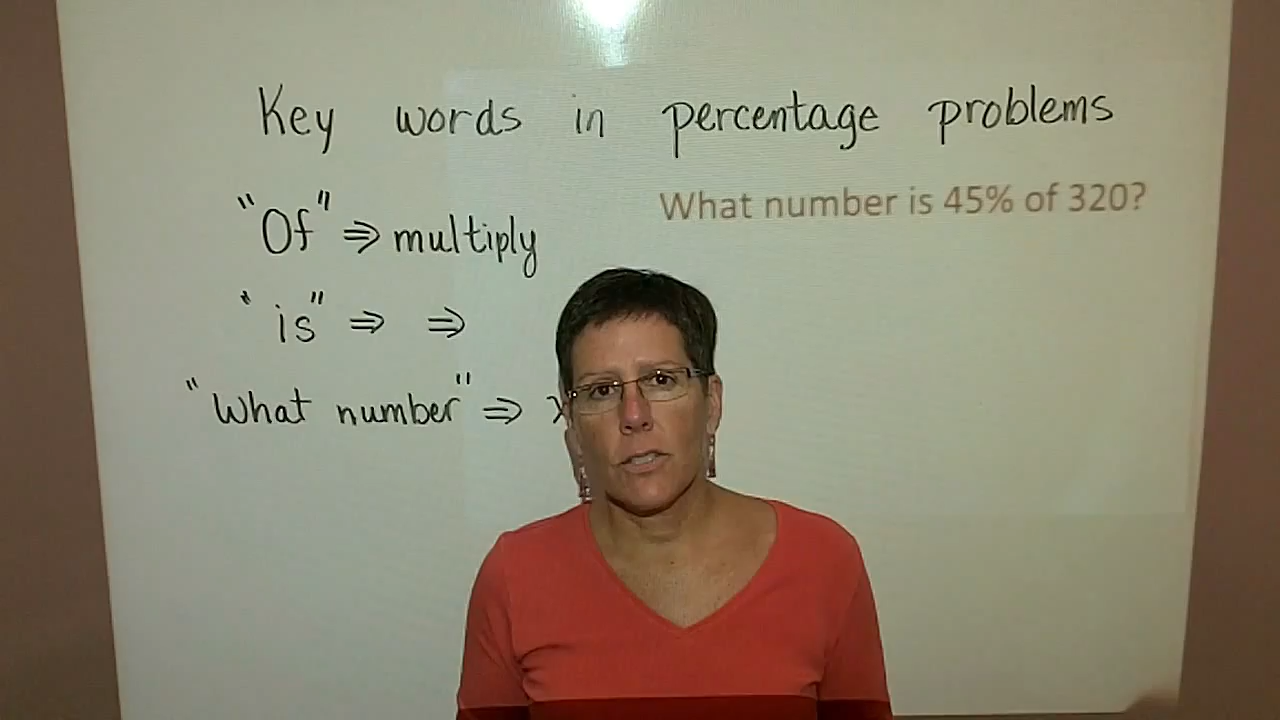 Key words in percentage problems
"Of" ⇒ multiply
What number is 45% of 320?
"is" ⇒ ⇒
"What number" ⇒ x